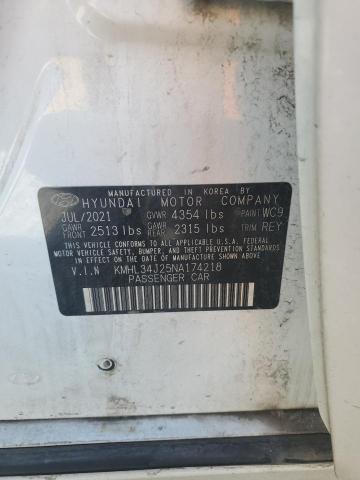 MANUFACTURED IN KOREA BY
HYUNDAI MOTOR COMPANY
JUL/2021 GVWR 4354 lbs PAINT WC9
GAWR FRONT 2513 lbs GAWR REAR 2315 lbs TRIM REY
THIS VEHICLE CONFORMS TO ALL APPLICABLE U.S.A. FEDERAL MOTOR
VEHICLE SAFETY, BUMPER, AND THEFT PREVENTION STANDARDS
IN EFFECT ON THE DATE OF MANUFACTURE SHOWN ABOVE.
V.I.N KMHL34J25NA174218
PASSENGER CAR